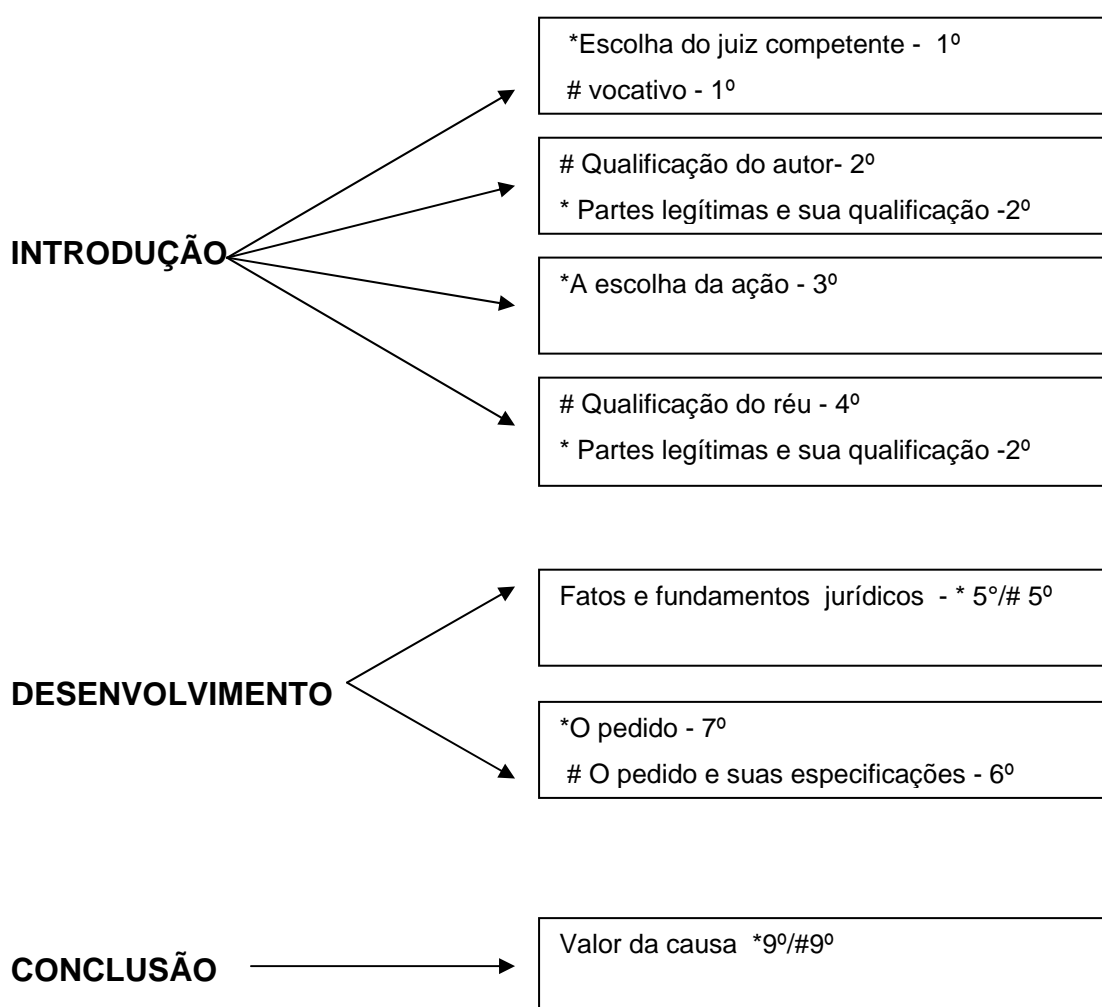 *Escolha do juiz competente - 1º
# vocativo - 1º
# Qualificação do autor- 2º
* Partes legítimas e sua qualificação -2º
INTRODUÇÃO
*A escolha da ação - 3º
# Qualificação do réu - 4º
* Partes legítimas e sua qualificação -2º
Fatos e fundamentos jurídicos - * 5°/# 5º
DESENVOLVIMENTO
*O pedido - 7º
# O pedido e suas especificações - 6º
Valor da causa *9º/#9º
CONCLUSÃO